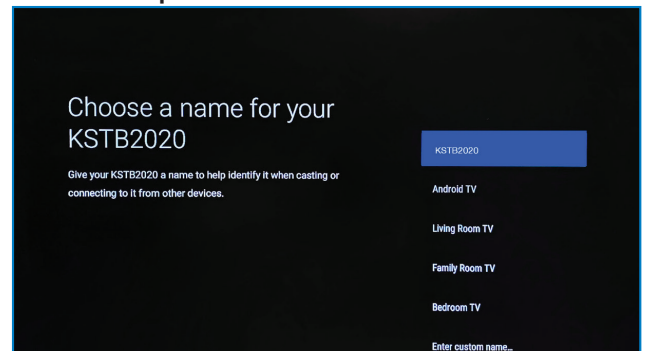 Choose a name for your
KSTB2020
Give your KSTB2020 a name to help identify it when casting or
connecting to it from other devices.
KSTB2020
Android TV
Living Room TV
Family Room TV
Bedroom TV
Enter custom name...